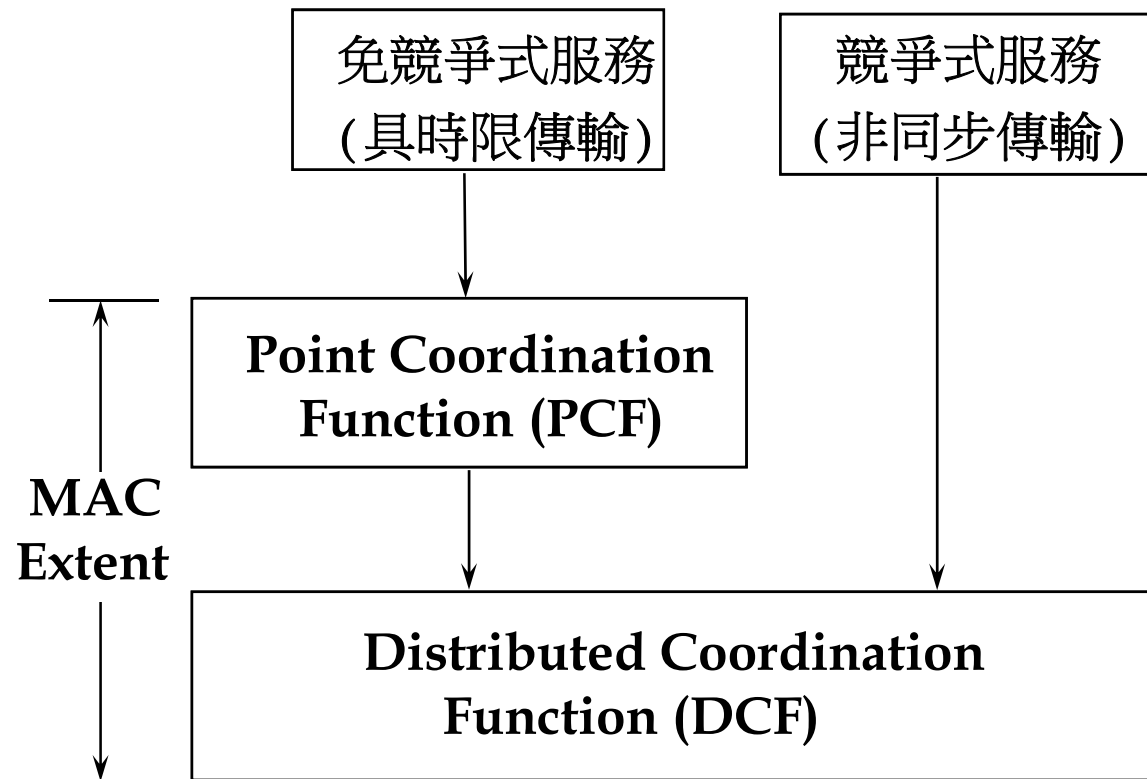 免競爭式服務
(具時限傳輸)
競爭式服務
(非同步傳輸)
Point Coordination
Function (PCF)
MAC
Extent
Distributed Coordination
Function (DCF)